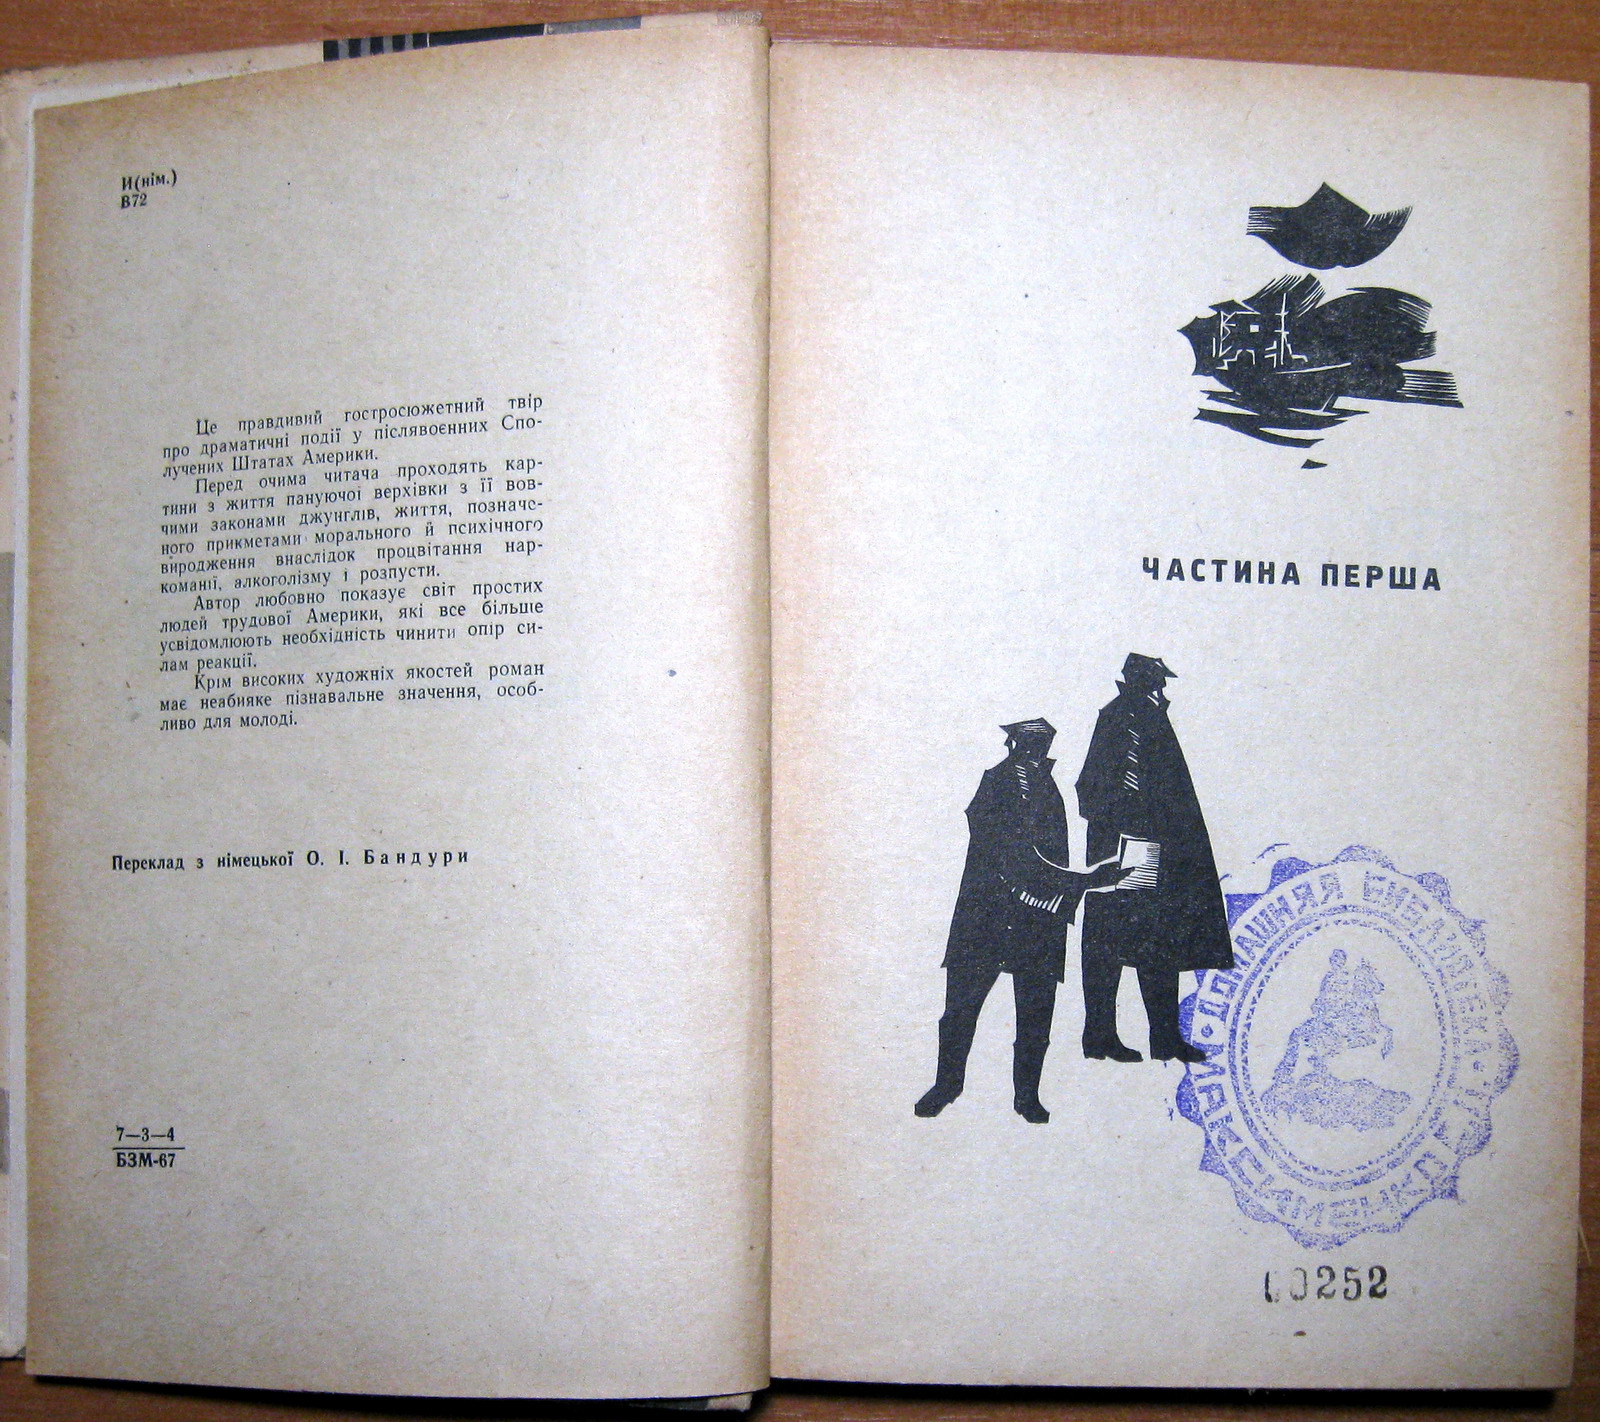 И(нім.)
В72
Це правдивий гостросюжетний твір
про драматичні події у післявоєнних Спо-
лучених Штатах Америки.
Перед очима читача проходять кар-
тини з життя пануючої верхівки з її вов-
чими законами джунглів, життя, позначе-
ного прикметами морального й психічного
виродження внаслідок процвітання нар-
команії, алкоголізму і розпусти.
Автор любовно показує світ простих
людей трудової Америки, які все більше
усвідомлюють необхідність чинити опір си-
лам реакції.
Крім високих художніх якостей роман
має неабияке пізнавальне значення, особ-
ливо для молоді.
Переклад з німецької О. І. Бандури
7—3—4
БЗМ-67
ЧАСТИНА ПЕРША
ДОМАШНЯЯ БИБЛИОТЕКА
МАКСИМЕНКО
00252